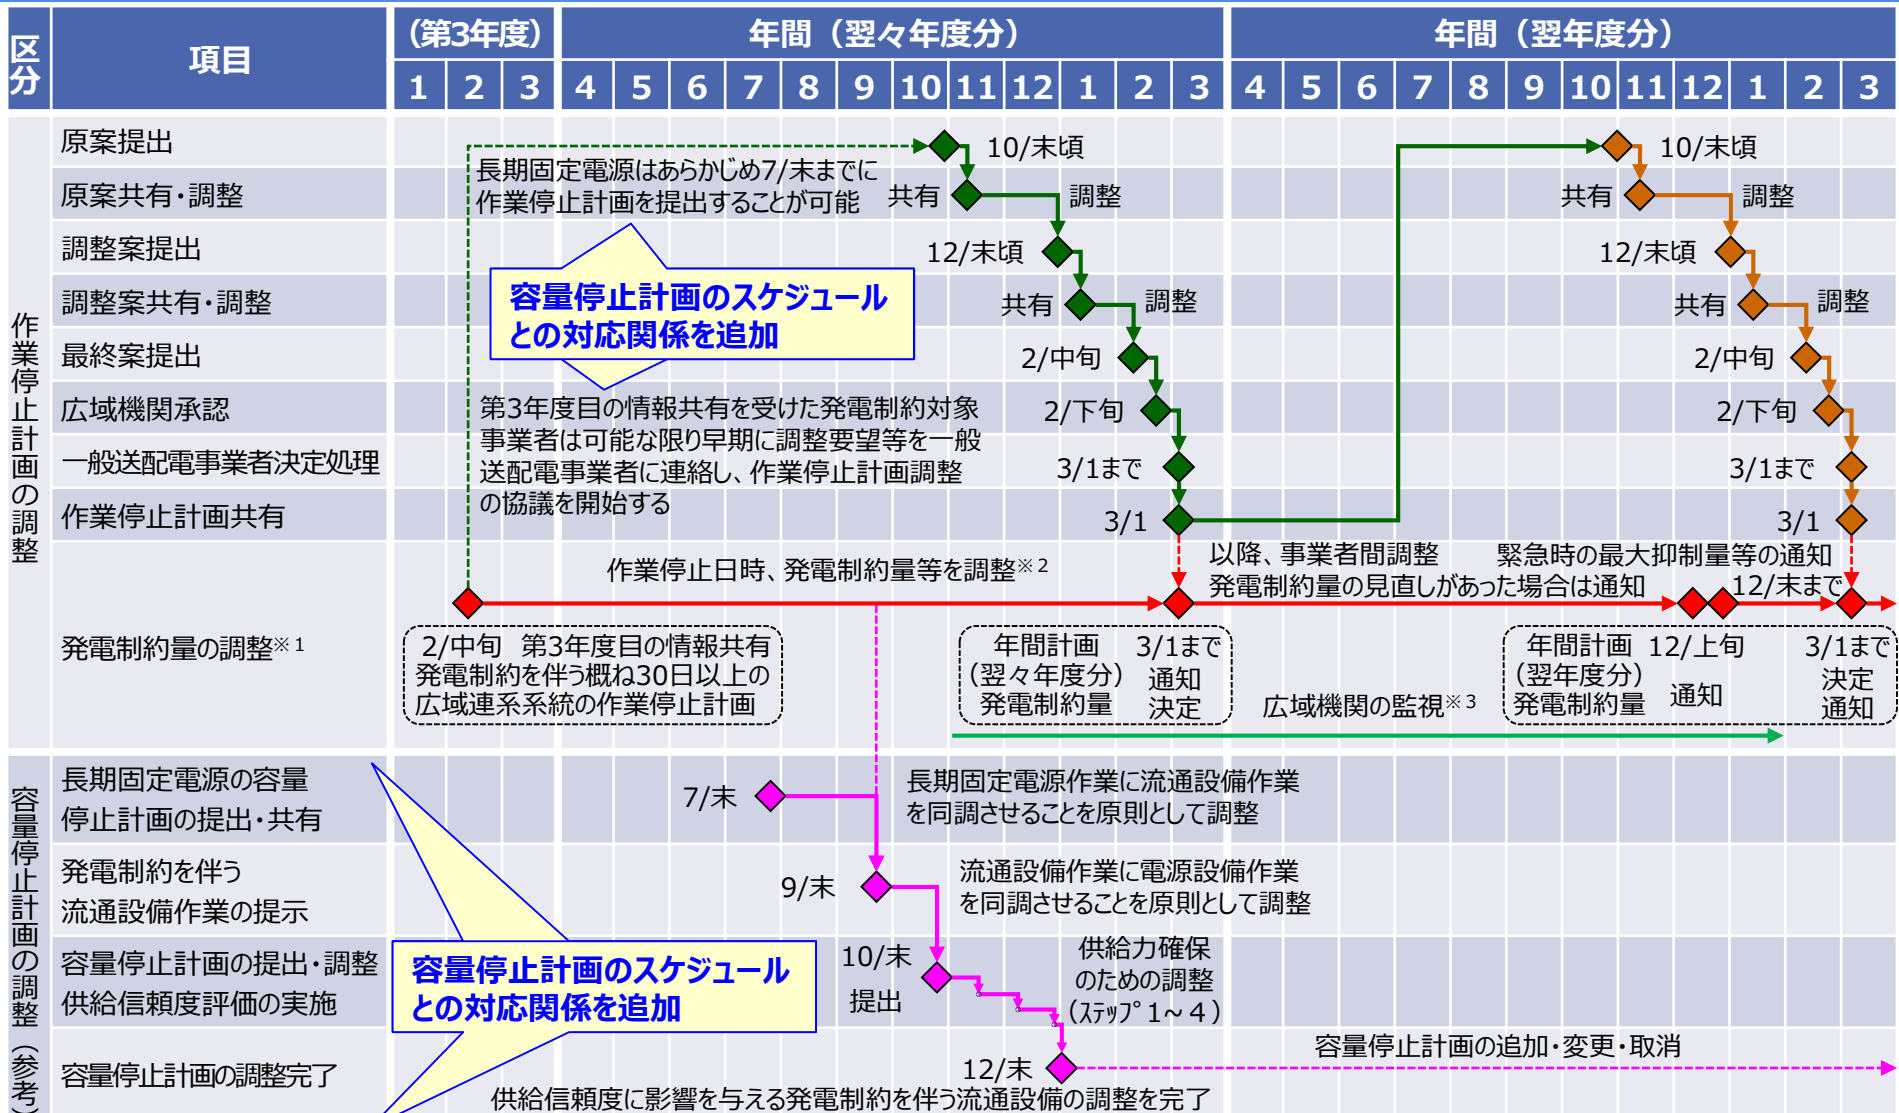 区分
項目
(第3年度)
年間（翌々年度分）
年間（翌年度分）
1 2 3 4 5 6 7 8 9 10 11 12 1 2 3 4 5 6 7 8 9 10 11 12 1 2 3
作業停止計画の調整
原案提出
長期固定電源はあらかじめ7/末までに
作業停止計画を提出することが可能
10/末頃
10/末頃
原案共有・調整
共有
調整
共有
調整
調整案提出
12/末頃
12/末頃
容量停止計画のスケジュール
との対応関係を追加
調整案共有・調整
共有
調整
共有
調整
最終案提出
2/中旬
2/中旬
広域機関承認
2/下旬
2/下旬
第3年度目の情報共有を受けた発電制約対象
事業者は可能な限り早期に調整要望等を一般
送配電事業者に連絡し、作業停止計画調整
の協議を開始する
一般送配電事業者決定処理
3/1まで
3/1まで
作業停止計画共有
3/1
3/1
発電制約量の調整※1
作業停止日時、発電制約量等を調整※2
以降、事業者間調整
発電制約量の見直しがあった場合は通知
緊急時の最大抑制量等の通知
12/末まで
2/中旬 第3年度目の情報共有
発電制約を伴う概ね30日以上の
広域連系系統の作業停止計画
年間計画
(翌々年度分)
発電制約量
3/1まで
通知
決定
広域機関の監視※3
年間計画
(翌年度分)
発電制約量
12/上旬
通知
3/1まで
決定
通知
容量停止計画の調整（参考）
長期固定電源の容量
停止計画の提出・共有
7/末
長期固定電源作業に流通設備作業
を同調させることを原則として調整
発電制約を伴う
流通設備作業の提示
9/末
流通設備作業に電源設備作業
を同調させることを原則として調整
容量停止計画の提出・調整
供給信頼度評価の実施
容量停止計画のスケジュール
との対応関係を追加
10/末
提出
供給力確保
のための調整
(ｽﾃｯﾌﾟ1~4)
容量停止計画の調整完了
12/末
容量停止計画の追加・変更・取消
供給信頼度に影響を与える発電制約を伴う流通設備の調整を完了